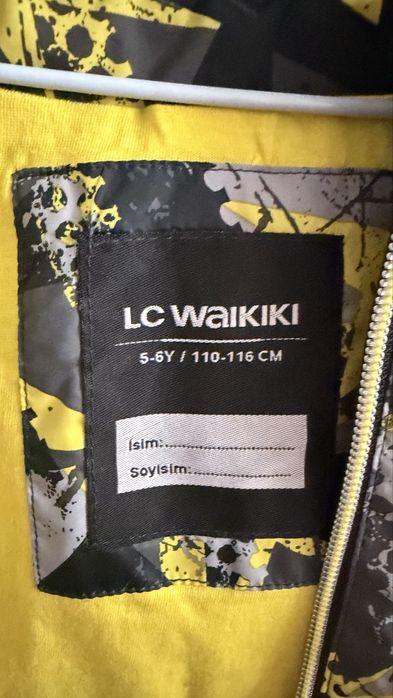 LC WAIKIKI
5-6Y / 110-116 CM
İsim:
Soyisim: